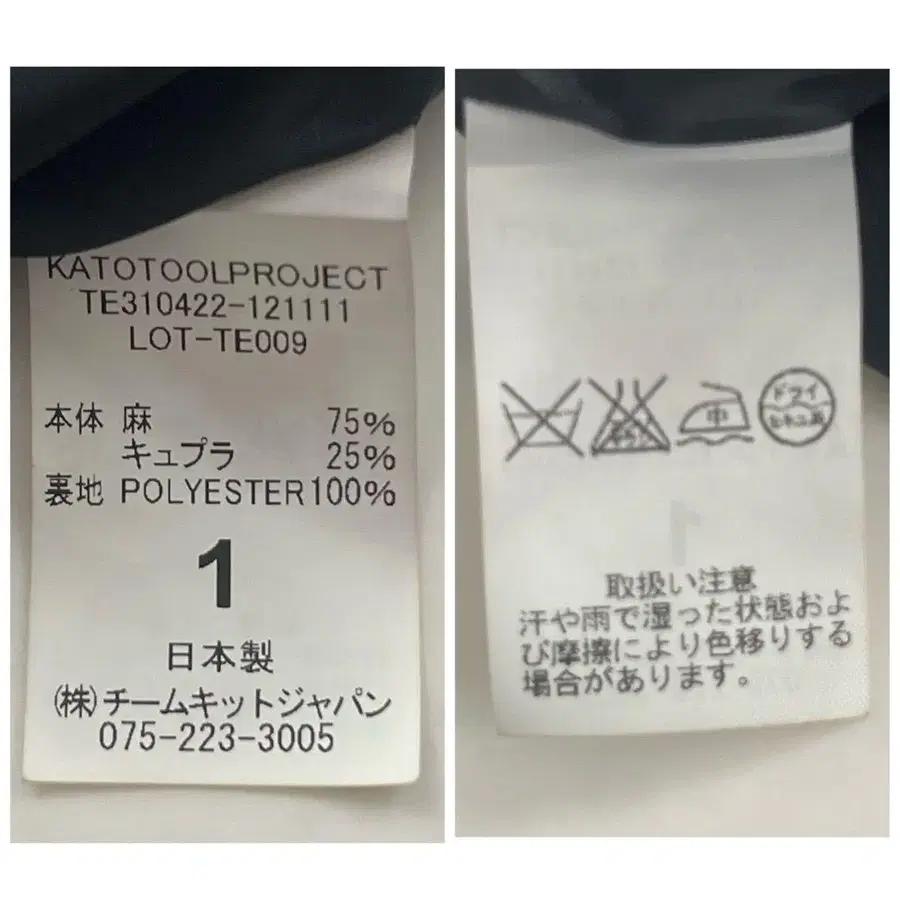 KATOTOOLPROJECT
TE310422-121111
LOT-TE009
本体 麻 75%
キュプラ 25%
裏地 POLYESTER100%
1
日本製
(株)チームキットジャパン
075-223-3005
中
ドライ
取扱い注意
汗や雨で湿った状態およ
び摩擦により色移りする
場合があります。